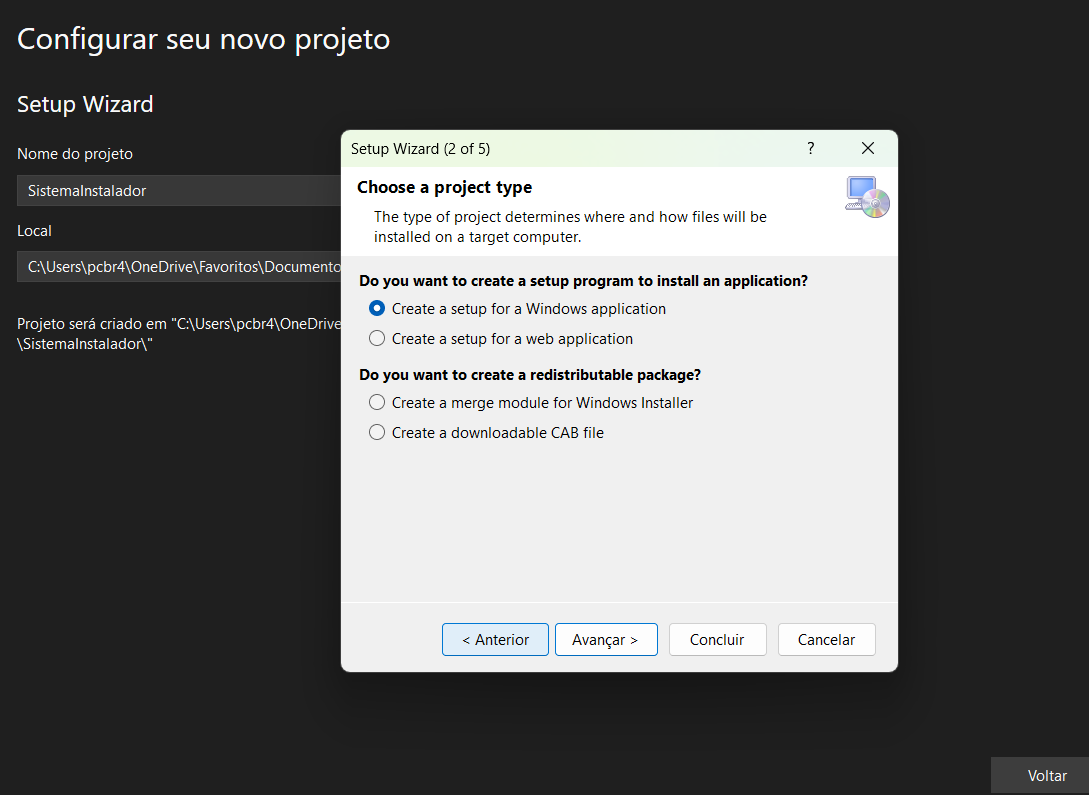 Configurar seu novo projeto
Setup Wizard
Nome do projeto
SistemaInstalador
Local
C:\Users\pcbr4\OneDrive\Favoritos\Documento
Projeto será criado em "C:\Users\pcbr4\OneDrive
\SistemaInstalador\"
Setup Wizard (2 of 5)
?
Choose a project type
The type of project determines where and how files will be
installed on a target computer.
Do you want to create a setup program to install an application?
Create a setup for a Windows application
Create a setup for a web application
Do you want to create a redistributable package?
Create a merge module for Windows Installer
Create a downloadable CAB file
< Anterior
Avançar >
Concluir
Cancelar
Voltar